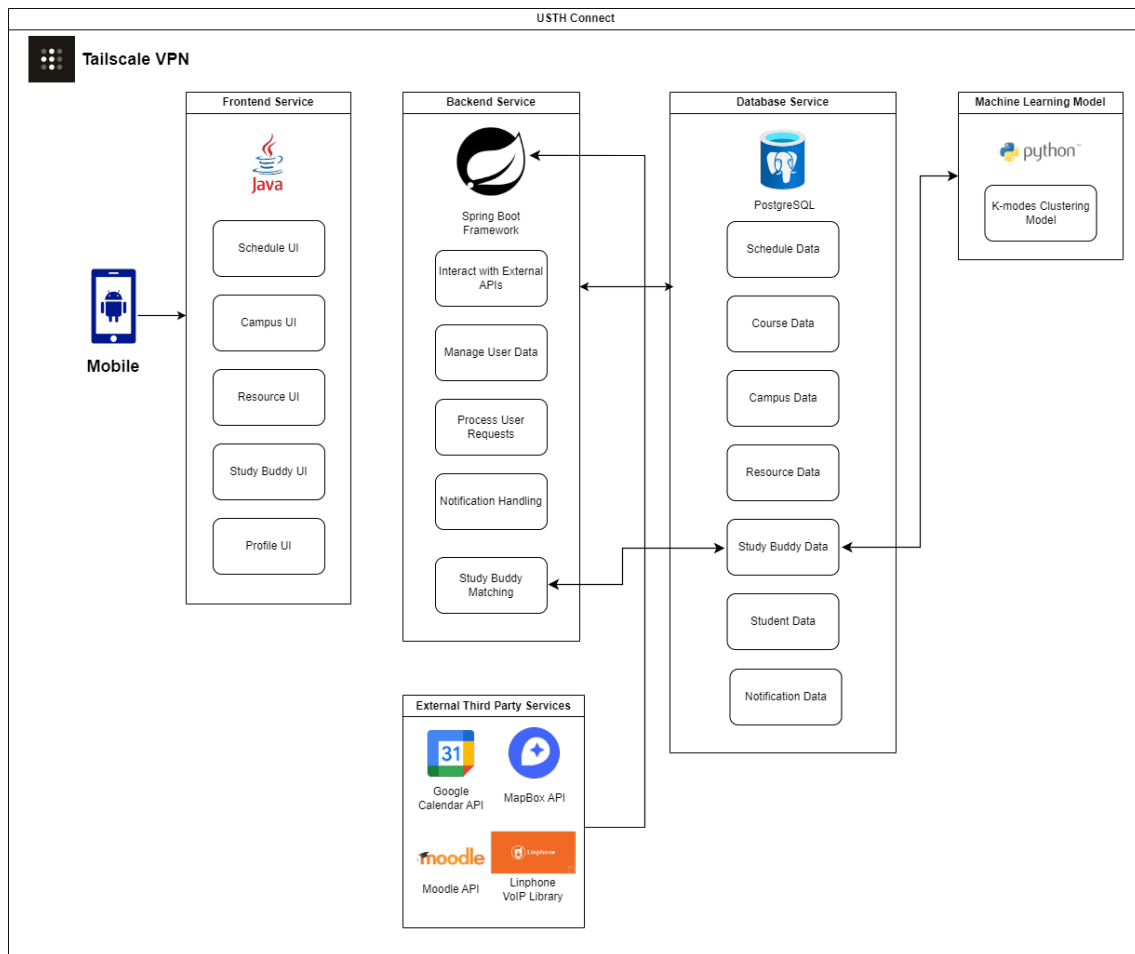 USTH Connect
Tailscale VPN
Mobile
Frontend Service
Java
Schedule UI
Campus UI
Resource UI
Study Buddy UI
Profile UI
Backend Service
Spring Boot
Framework
Interact with External
APIs
Manage User Data
Process User
Requests
Notification Handling
Study Buddy
Matching
Database Service
PostgreSQL
Schedule Data
Course Data
Campus Data
Resource Data
Study Buddy Data
Student Data
Notification Data
Machine Learning Model
python
K-modes Clustering
Model
External Third Party Services
31
Google
Calendar API
MapBox API
moodle
Moodle API
Linphone
Linphone
VoIP Library